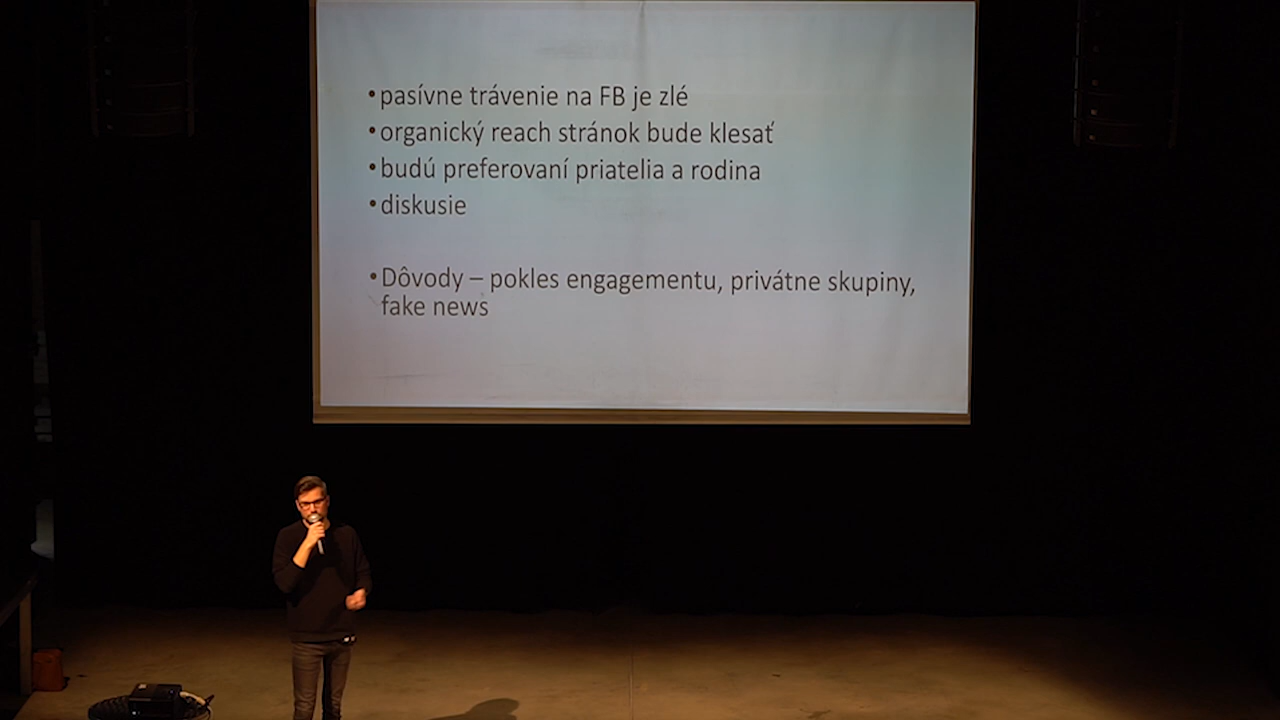 • pasívne trávenie na FB je zlé
• organický reach stránok bude klesať
• budú preferovaní priatelia a rodina
• diskusie
• Dôvody – pokles engagementu, privátne skupiny,
fake news